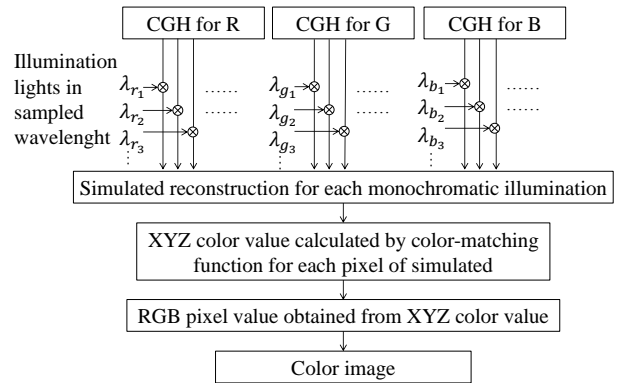 CGH for R
CGH for G
CGH for B
Illumination
lights in
sampled
wavelenght
λr1
λr2
λr3
⋮
......
......
λg1
λg2
λg3
⋮
......
......
λb1
λb2
λb3
⋮
......
......
Simulated reconstruction for each monochromatic illumination
XYZ color value calculated by color-matching
function for each pixel of simulated
RGB pixel value obtained from XYZ color value
Color image